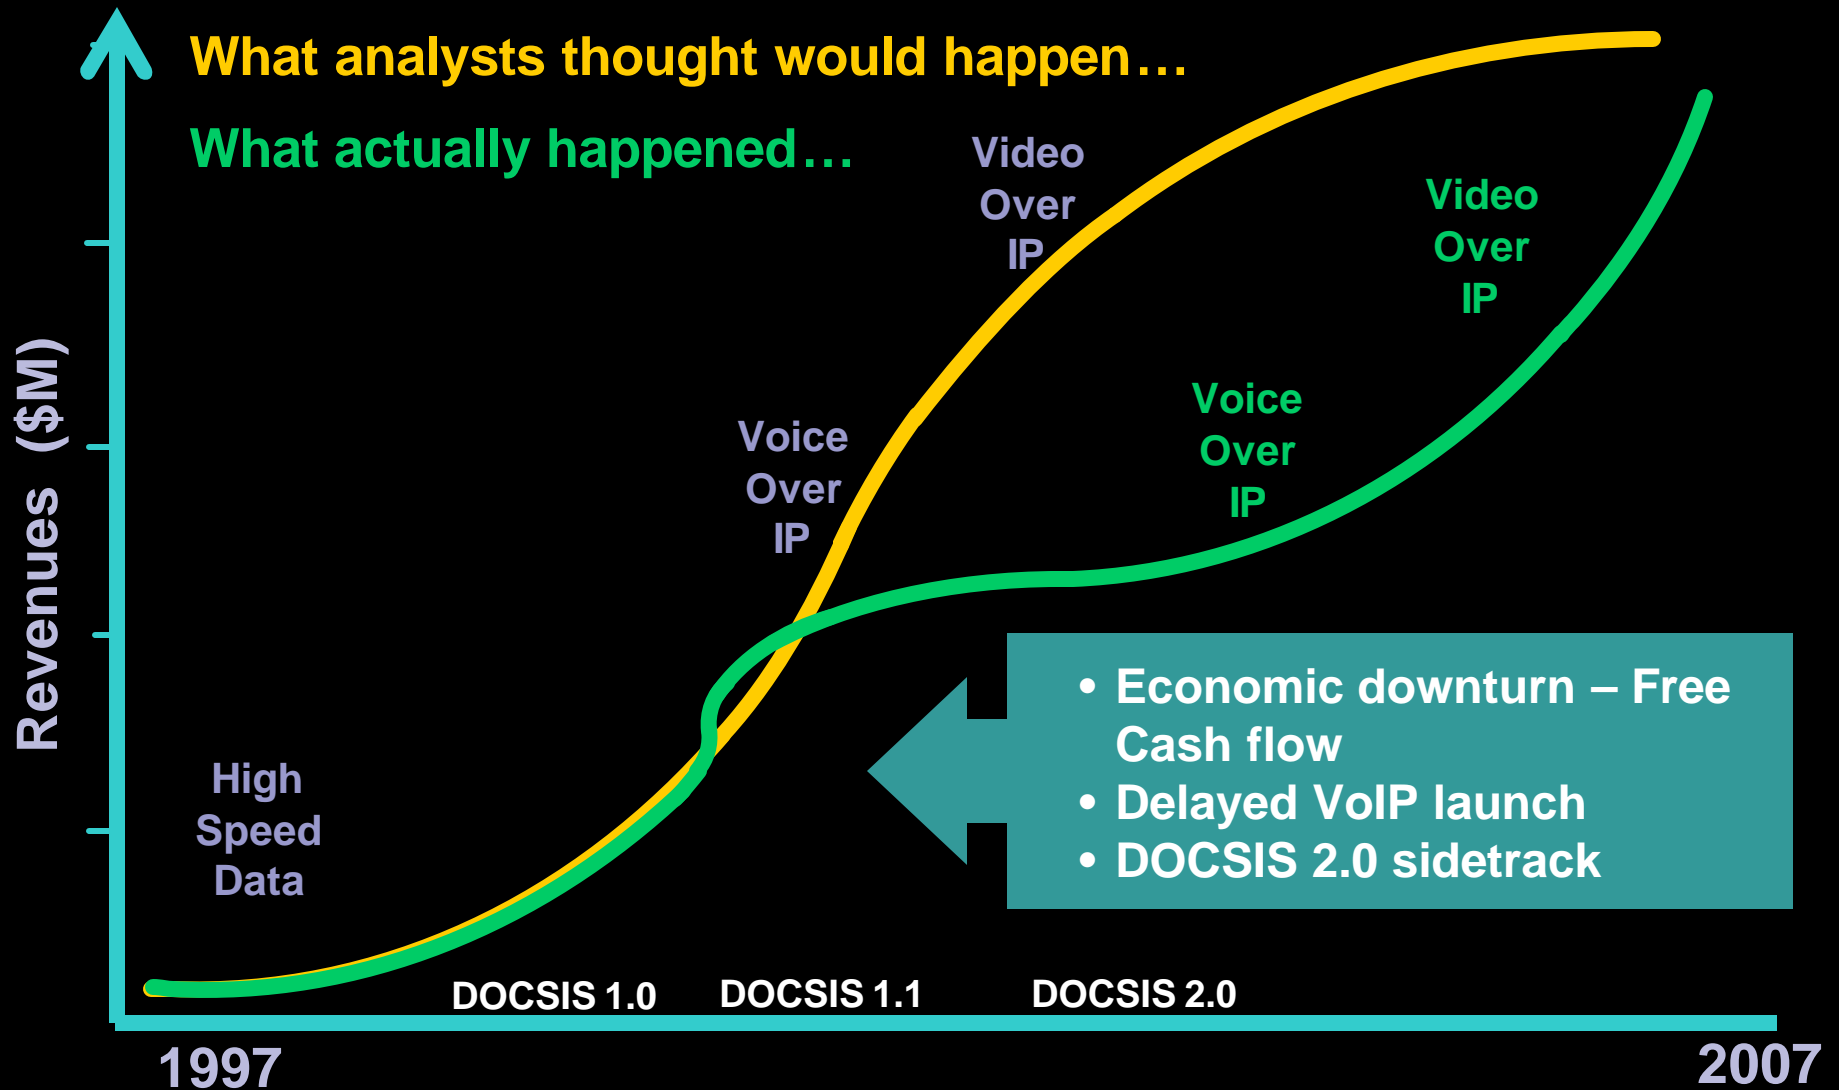 What analysts thought would happen…
What actually happened…
Video
Over
IP
Video
Over
IP
Voice
Over
IP
Voice
Over
IP
Revenues ($M)
High
Speed
Data
• Economic downturn – Free
Cash flow
• Delayed VoIP launch
• DOCSIS 2.0 sidetrack
DOCSIS 1.0
DOCSIS 1.1
DOCSIS 2.0
1997
2007